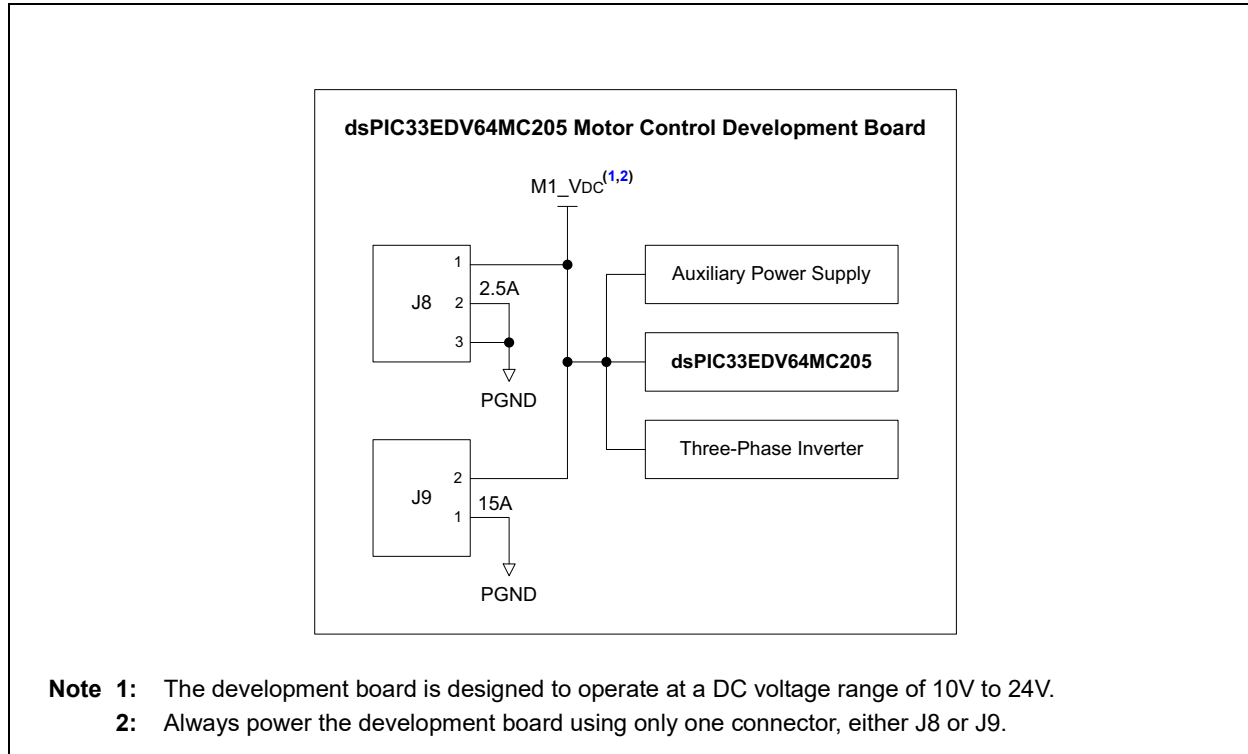 dsPIC33EDV64MC205 Motor Control Development Board
M1_VDC(1,2)
J8
1
2.5A
2
3
PGND
J9
2
15A
1
PGND
Auxiliary Power Supply
dsPIC33EDV64MC205
Three-Phase Inverter
Note 1: The development board is designed to operate at a DC voltage range of 10V to 24V.
2: Always power the development board using only one connector, either J8 or J9.